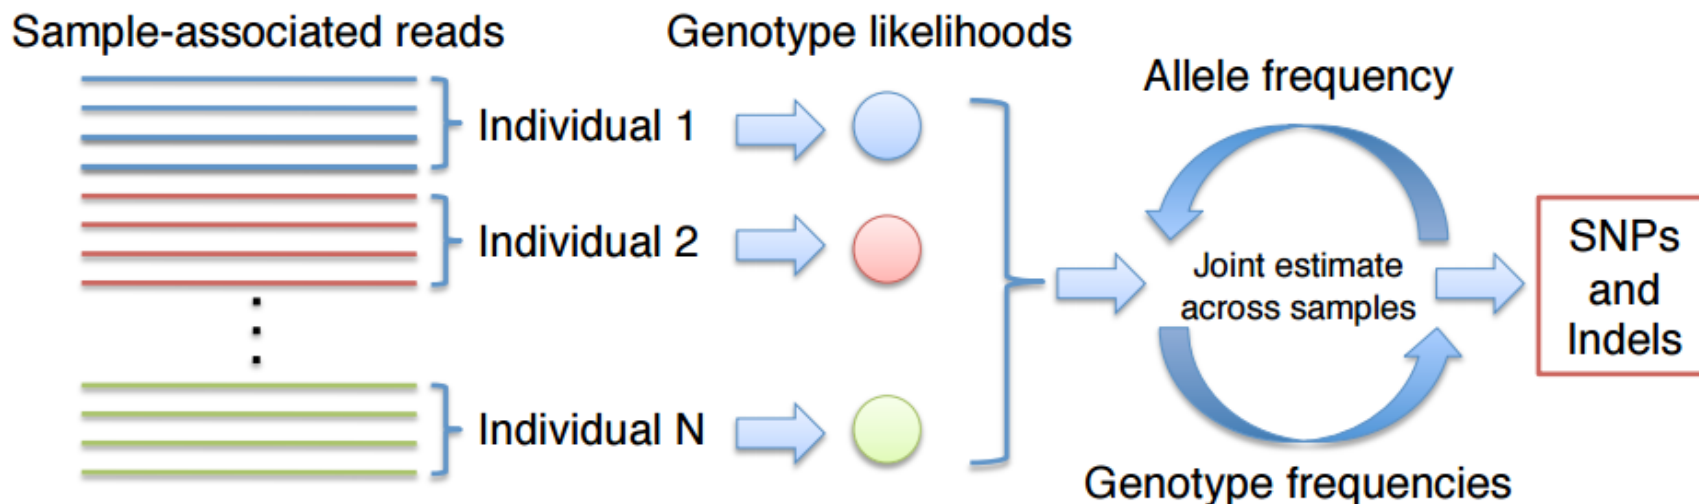 Sample-associated reads
Genotype likelihoods
Individual 1
Individual 2
Individual N
Allele frequency
Joint estimate
across samples
Genotype frequencies
SNPs
and
Indels